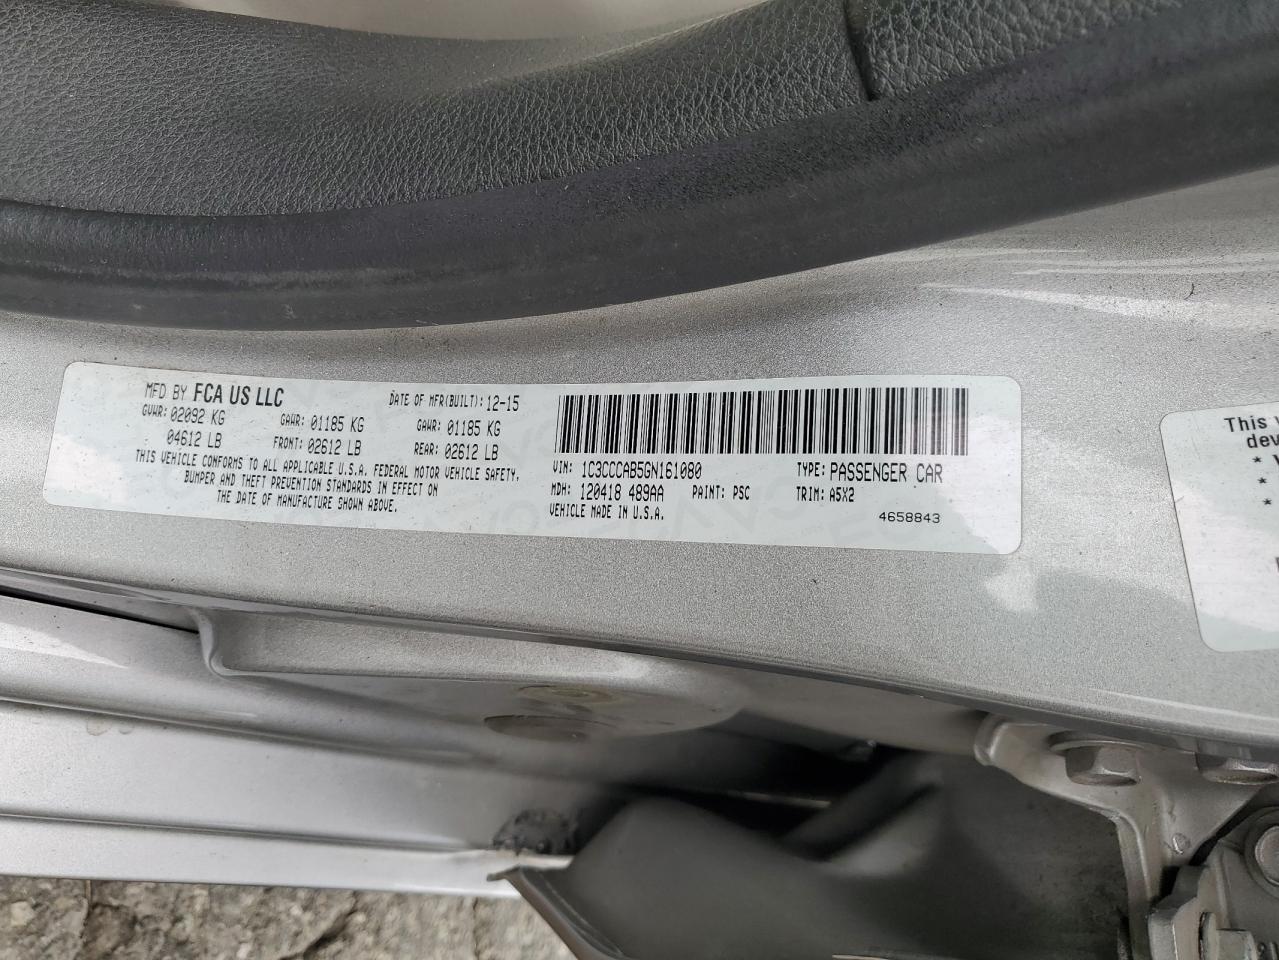 MFD BY FCA US LLC DATE OF MFR(BUILT): 12-15
GVWR: 02092 KG GAWR: 01185 KG GAWR: 01185 KG
04612 LB FRONT: 02612 LB REAR: 02612 LB
THIS VEHICLE CONFORMS TO ALL APPLICABLE U.S.A. FEDERAL MOTOR VEHICLE SAFETY,
BUMPER AND THEFT PREVENTION STANDARDS IN EFFECT ON
THE DATE OF MANUFACTURE SHOWN ABOVE.
VIN: 1C3CCCAB5GN161080 TYPE: PASSENGER CAR
MDH: 120418 489AA PAINT: PSC TRIM: A5X2
VEHICLE MADE IN U.S.A. 4658843
This
dev
*
*
*